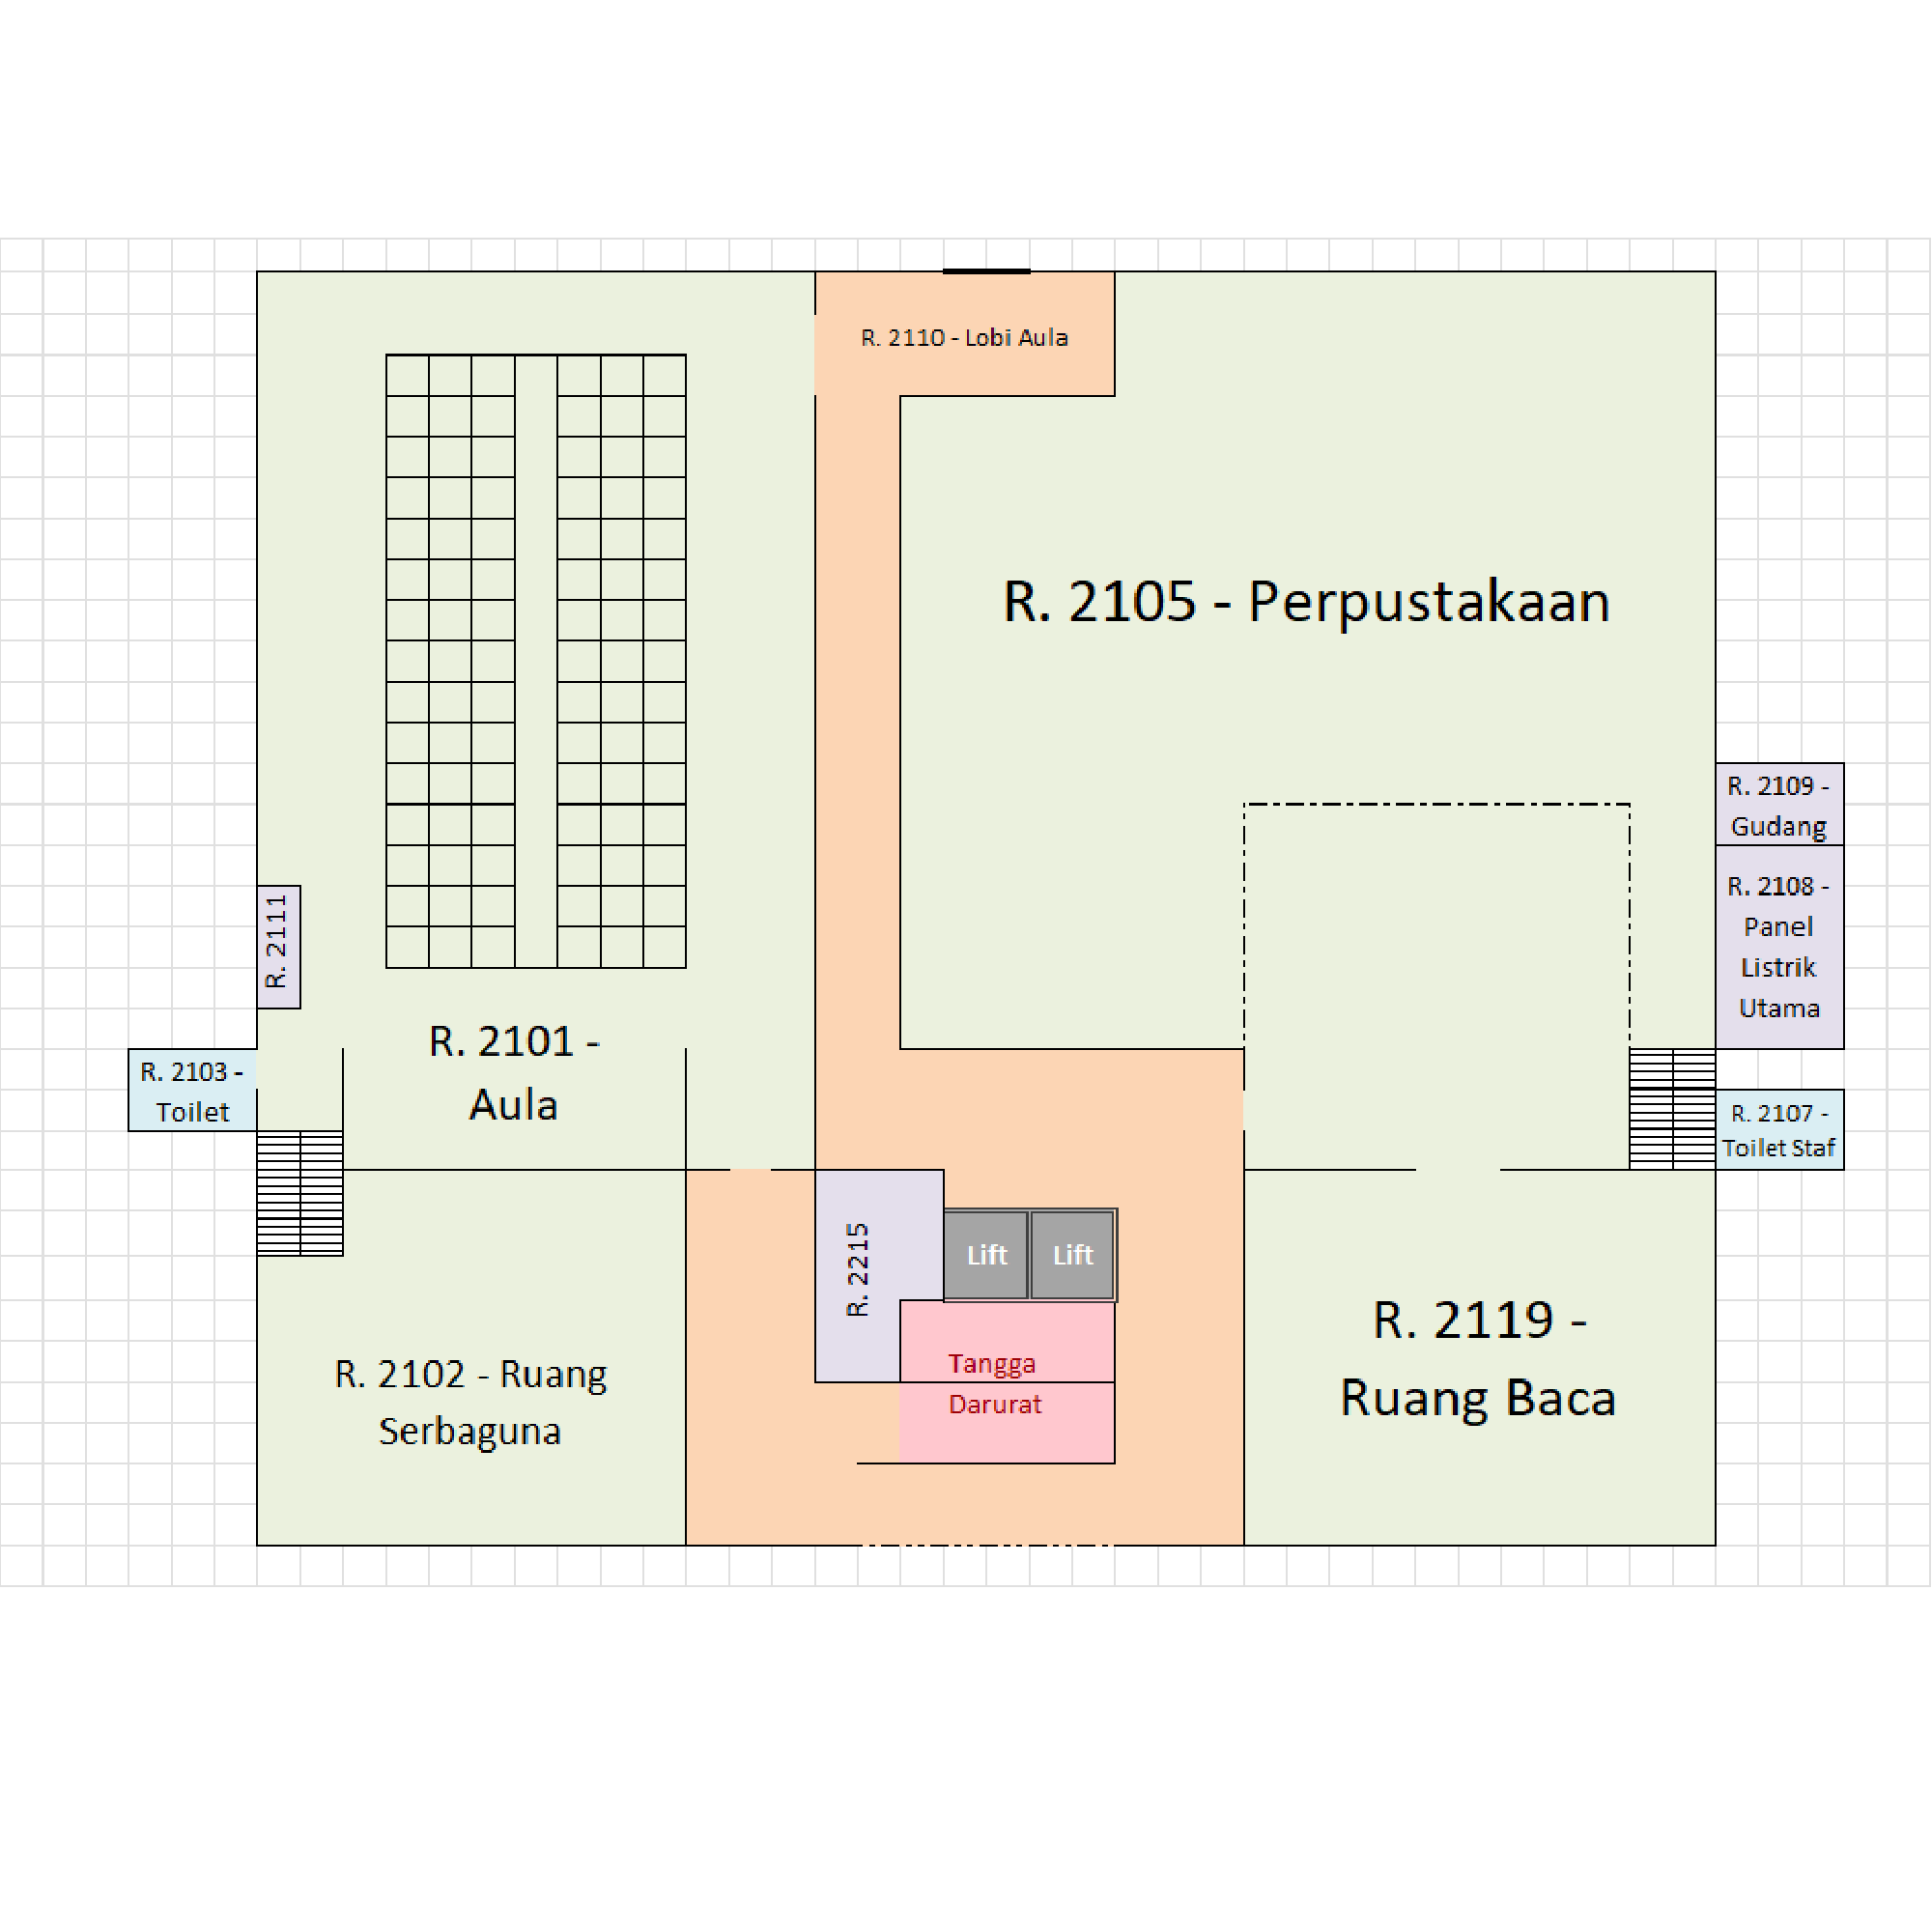 R. 2110 - Lobi Aula
R. 2105 - Perpustakaan
R. 2109 -
Gudang
R. 2108 -
Panel
Listrik
Utama
R. 2111
R. 2101 -
Aula
R. 2103 -
Toilet
R. 2107 -
Toilet Staf
R. 2215
Lift
Lift
Tangga
Darurat
R. 2102 - Ruang
Serbaguna
R. 2119 -
Ruang Baca